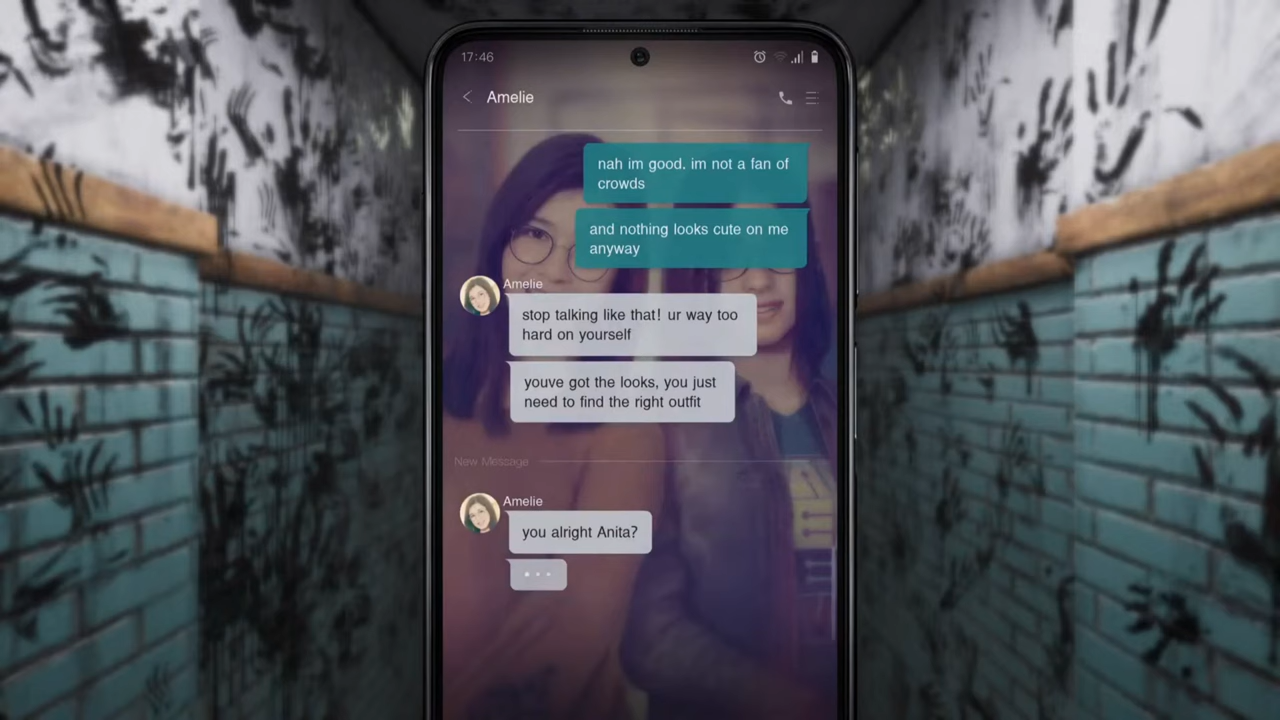 17:46
Amelie
nah im good. im not a fan of
crowds
and nothing looks cute on me
anyway
Amelie
stop talking like that! ur way too
hard on yourself
youve got the looks, you just
need to find the right outfit
New Message
Amelie
you alright Anita?